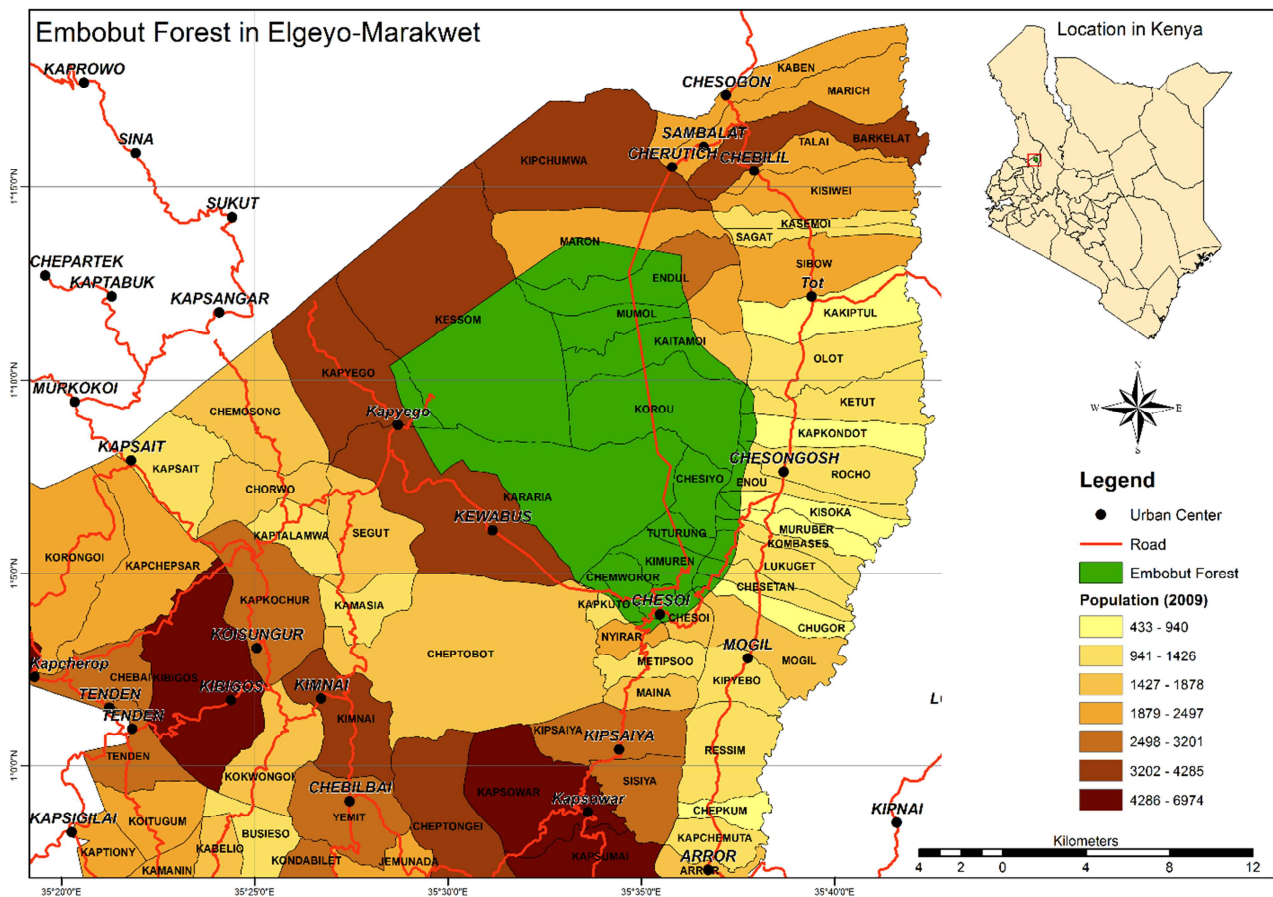 Embobut Forest in Elgeyo-Marakwet
Location in Kenya
KAPROWO
CHESOGON
KABEN
MARICH
SINA
SAMBALAT
TALAI
BARKELAT
KIPCHUMWA
CHERUTICH
CHEBILIL
1°15'0"N
KISIWEI
SUKUT
KASEMOI
SAGAT
MARON
CHEPARTEK
KAPTABUK
ENDUL
SIBOW
Tot
KAPSANGAR
KESSOM
MUMOL
KAKIPTUL
KAITAMOI
OLOT
1°10'0"N
KAPYEGO
MURKOKOI
CHEMOSONG
Kapyego
KOROU
KETUT
KAPKONDOT
N
W
E
S
KAPSAIT
KAPSAIT
CHESONGOSH
CHESIYO
ENOU
ROCHO
CHORWO
KARARIA
KISOKA
KEWABUS
MURUBER
KAPTALAMWA
SEGUT
TUTURUNG
KOMBASES
KORONGOI
KAPCHEPSAR
KIMUREN
LUKUGET
1°5'0"N
CHEMWOROR
CHESETAN
KAPKOCHUR
KAMASIA
KAPKUTO
CHESOI
CHESOI
CHUGOR
KOISUNGUR
NYIRAR
CHEPTOBOT
METIPSOO
MOGIL
MOGIL
Kapcherop
CHEBAI
KIBIGOS
KIBIGOS
KIMNAI
KIPYEBO
TENDEN
MAINA
TENDEN
KIMNAI
KIPSAIYA
KIPSAIYA
RESSIM
TENDEN
1°0'0"N
KOKWONGOI
SISIYA
CHEBILBAI
KAPSOWAR
Kapsowar
YEMIT
CHEPKUM
KIPNAI
KAPSIGILAI
KOITUGUM
BUSIESO
CHEPTONGEI
KAPCHEMUTA
KAPTIONY
KABELIO
KONDABILET
JEMUNADA
KAPSUMAI
ARROR
ARROR
KAMANIN
35°20'0"E
35°25'0"E
35°30'0"E
35°35'0"E
35°40'0"E
Legend
Urban Center
Road
Embobut Forest
Population (2009)
433 - 940
941 - 1426
1427 - 1878
1879 - 2497
2498 - 3201
3202 - 4285
4286 - 6974
Kilometers
4 2 0 4 8 12